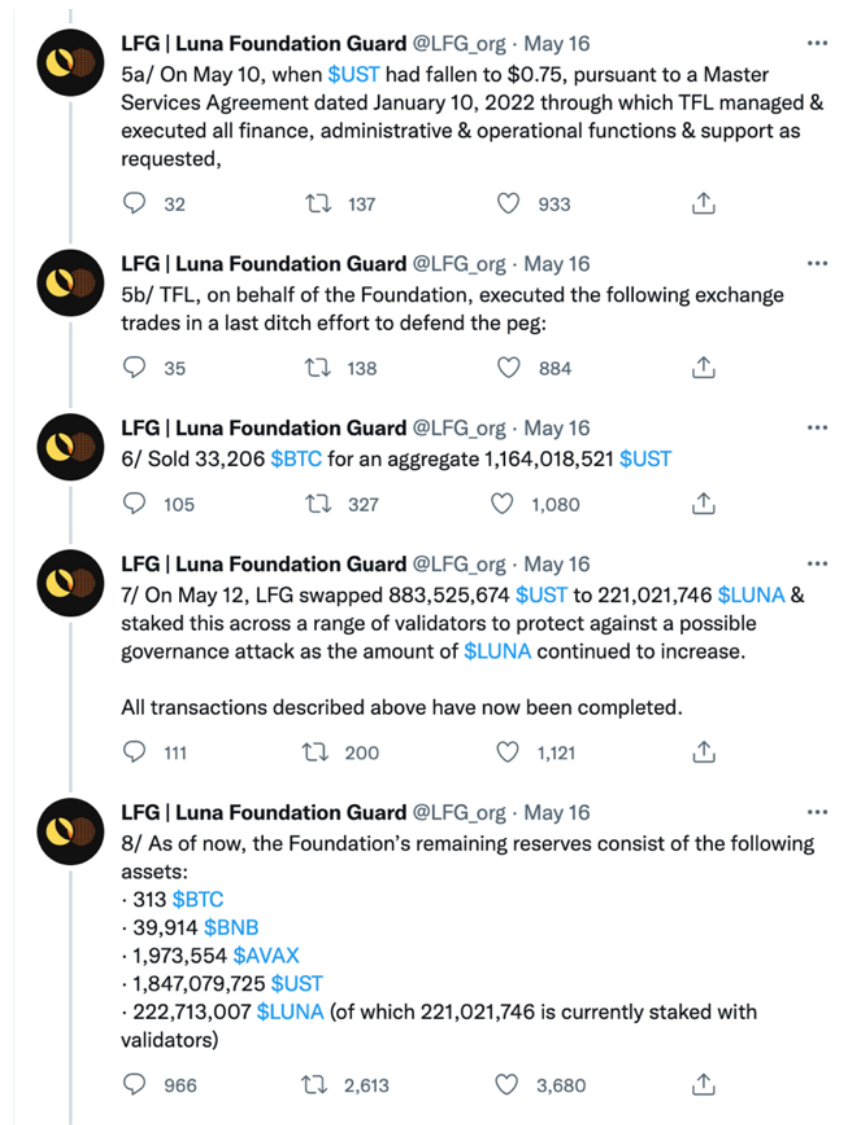 LFG | Luna Foundation Guard @LFG_org · May 16
5a/ On May 10, when $UST had fallen to $0.75, pursuant to a Master
Services Agreement dated January 10, 2022 through which TFL managed &
executed all finance, administrative & operational functions & support as
requested,
32 137 933
LFG | Luna Foundation Guard @LFG_org · May 16
5b/ TFL, on behalf of the Foundation, executed the following exchange
trades in a last ditch effort to defend the peg:
35 138 884
LFG | Luna Foundation Guard @LFG_org · May 16
6/ Sold 33,206 $BTC for an aggregate 1,164,018,521 $UST
105 327 1,080
LFG | Luna Foundation Guard @LFG_org · May 16
7/ On May 12, LFG swapped 883,525,674 $UST to 221,021,746 $LUNA &
staked this across a range of validators to protect against a possible
governance attack as the amount of $LUNA continued to increase.
All transactions described above have now been completed.
111 200 1,121
LFG | Luna Foundation Guard @LFG_org · May 16
8/ As of now, the Foundation’s remaining reserves consist of the following
assets:
· 313 $BTC
· 39,914 $BNB
· 1,973,554 $AVAX
· 1,847,079,725 $UST
· 222,713,007 $LUNA (of which 221,021,746 is currently staked with
validators)
966 2,613 3,680